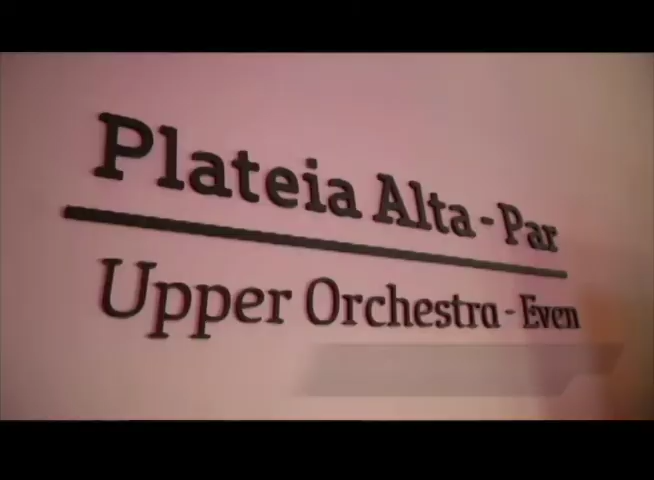 Plateia Alta - Par
Upper Orchestra - Even